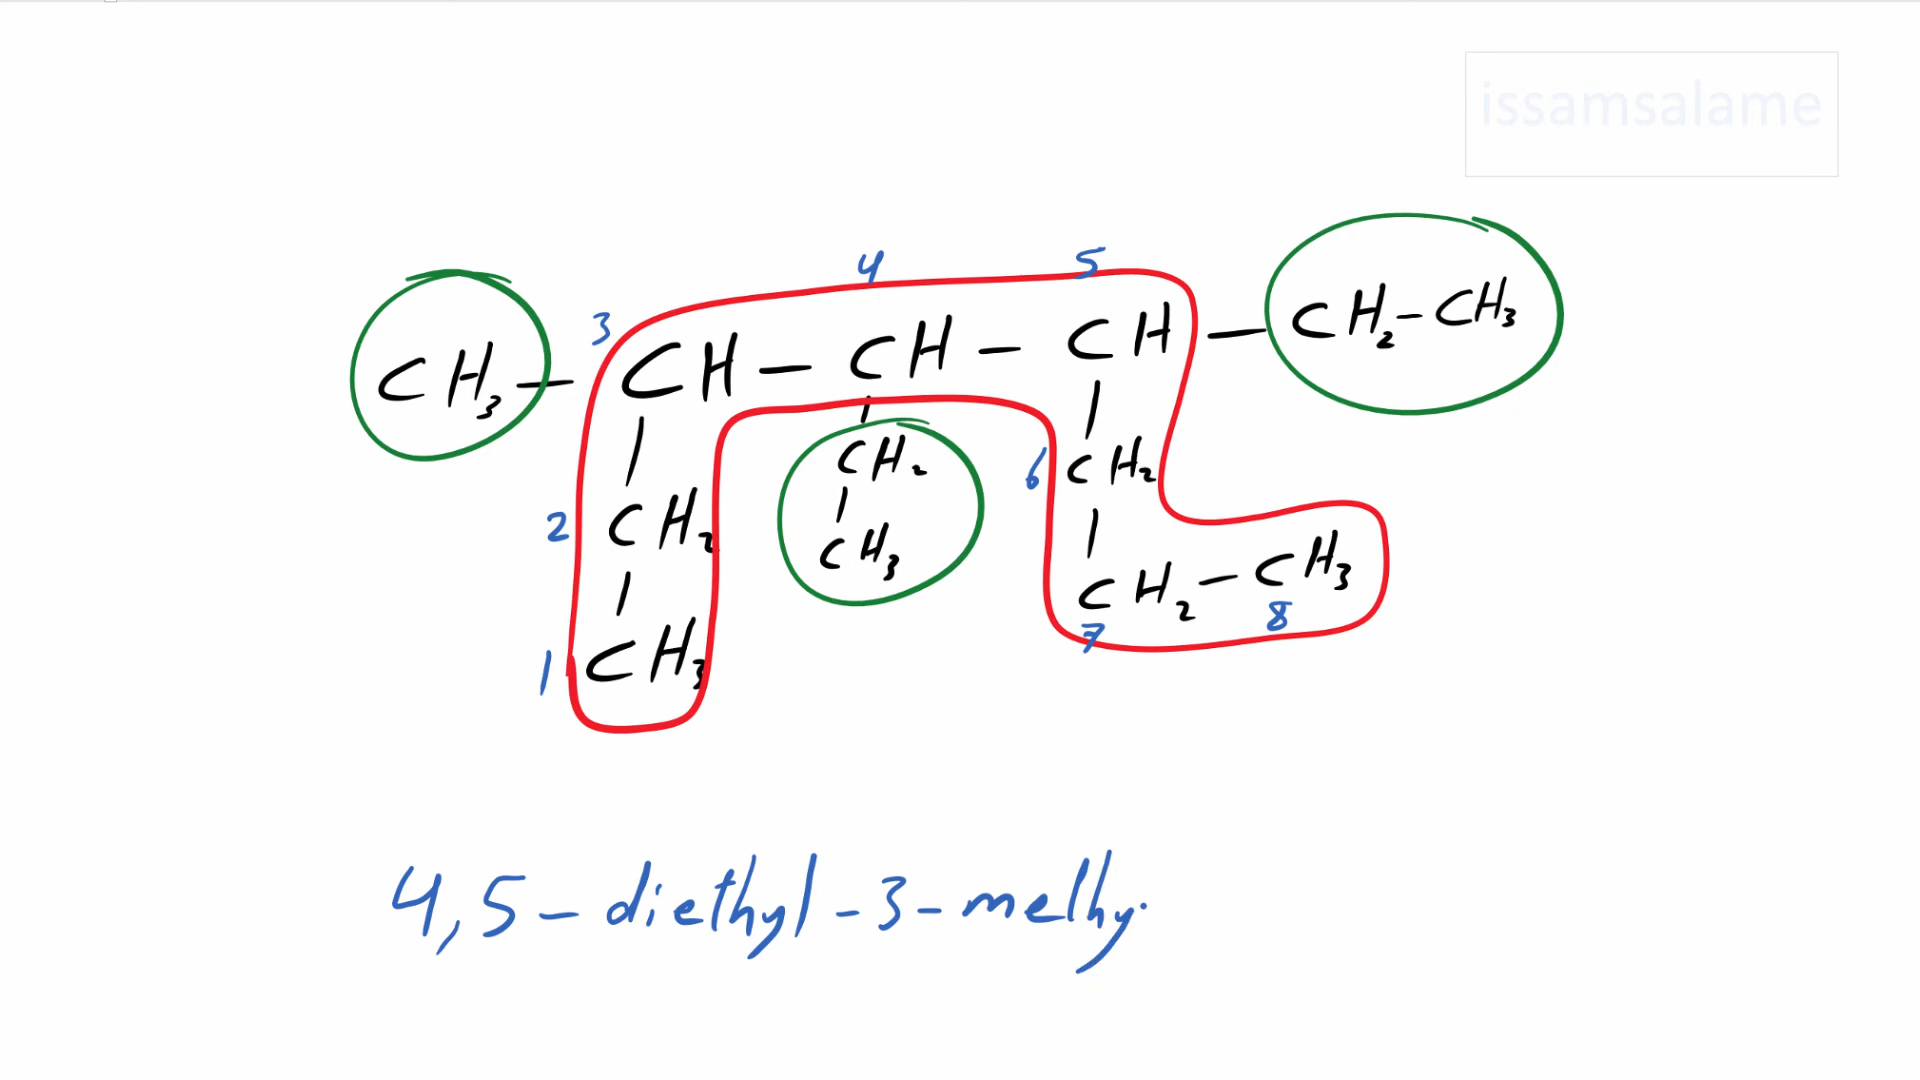 issamsalame
4 5
3
CH₃ – CH – CH – CH – CH₂ – CH₃
2 CH₂ CH₂ 6 CH₂
CH₃ CH₂ – CH₃
1 CH₃ 7 8
4,5 – diethyl – 3 – methy